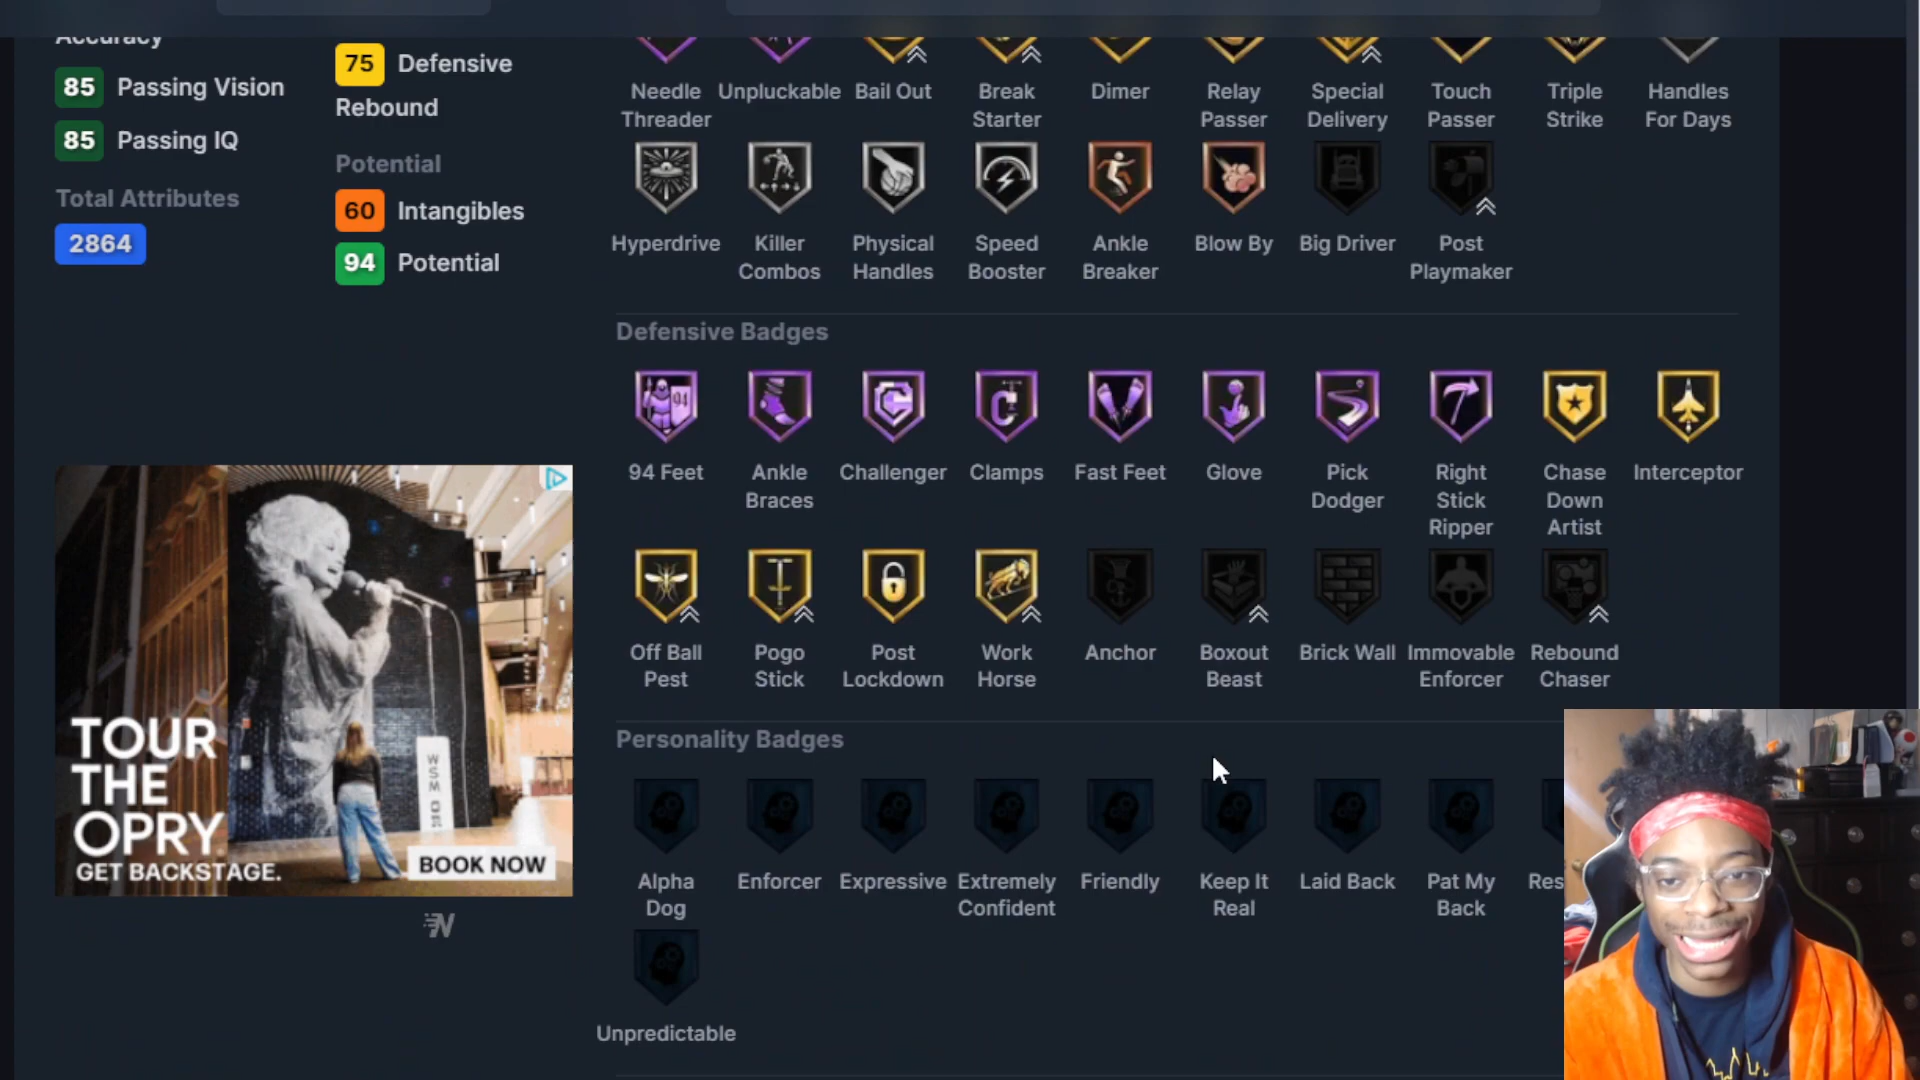 Accuracy
85 Passing Vision
85 Passing IQ
Total Attributes
2864
75 Defensive
Rebound
Potential
60 Intangibles
94 Potential
Needle
Threader
Unpluckable
Bail Out
Break
Starter
Dimer
Relay
Passer
Special
Delivery
Touch
Passer
Triple
Strike
Handles
For Days
Hyperdrive
Killer
Combos
Physical
Handles
Speed
Booster
Ankle
Breaker
Blow By
Big Driver
Post
Playmaker
Defensive Badges
94
94 Feet
Ankle
Braces
Challenger
Clamps
Fast Feet
Glove
Pick
Dodger
Right
Stick
Ripper
Chase
Down
Artist
Interceptor
Off Ball
Pest
Pogo
Stick
Post
Lockdown
Work
Horse
Anchor
Boxout
Beast
Brick Wall
Immovable
Enforcer
Rebound
Chaser
Personality Badges
Alpha
Dog
Enforcer
Expressive
Extremely
Confident
Friendly
Keep It
Real
Laid Back
Pat My
Back
Res
Unpredictable
TOUR
THE
OPRY
GET BACKSTAGE.
WSM
BOOK NOW
N